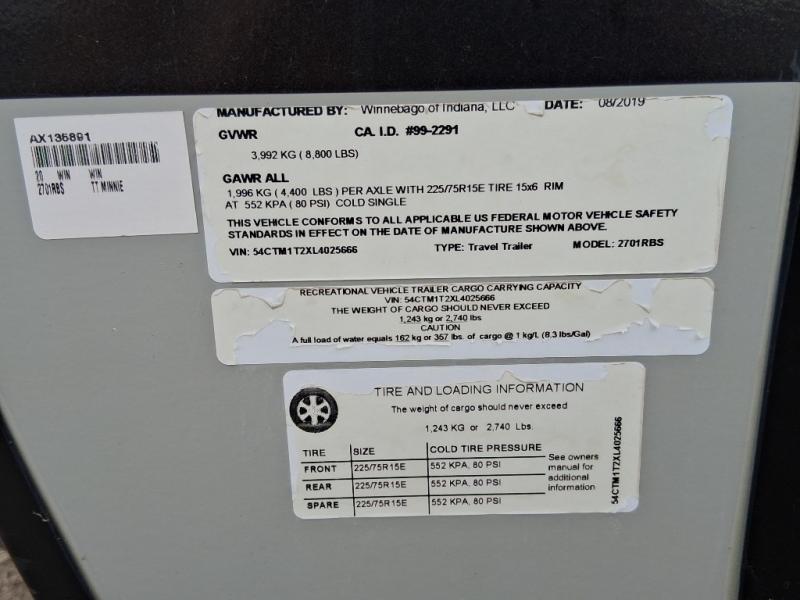 AX136891
20 WIN WIN
2701RBS TT MINNIE
MANUFACTURED BY: Winnebago of Indiana, LLC DATE: 08/2019
GVWR CA. I.D. #99-2291
3,992 KG ( 8,800 LBS)
GAWR ALL
1,996 KG ( 4,400 LBS ) PER AXLE WITH 225/75R15E TIRE 15x6 RIM
AT 552 KPA ( 80 PSI) COLD SINGLE
THIS VEHICLE CONFORMS TO ALL APPLICABLE US FEDERAL MOTOR VEHICLE SAFETY
STANDARDS IN EFFECT ON THE DATE OF MANUFACTURE SHOWN ABOVE.
VIN: 54CTM1T2XL4025666 TYPE: Travel Trailer MODEL: 2701RBS
RECREATIONAL VEHICLE TRAILER CARGO CARRYING CAPACITY
VIN: 54CTM1T2XL4025666
THE WEIGHT OF CARGO SHOULD NEVER EXCEED
1,243 kg or 2,740 lbs
CAUTION
A full load of water equals 162 kg or 357 lbs. of cargo @ 1 kg/L (8.3 lbs/Gal)
TIRE AND LOADING INFORMATION
The weight of cargo should never exceed
1,243 KG or 2,740 Lbs.
TIRE SIZE COLD TIRE PRESSURE
FRONT 225/75R15E 552 KPA, 80 PSI
REAR 225/75R15E 552 KPA, 80 PSI
SPARE 225/75R15E 552 KPA, 80 PSI
See owners
manual for
additional
information
54CTM1T2XL4025666